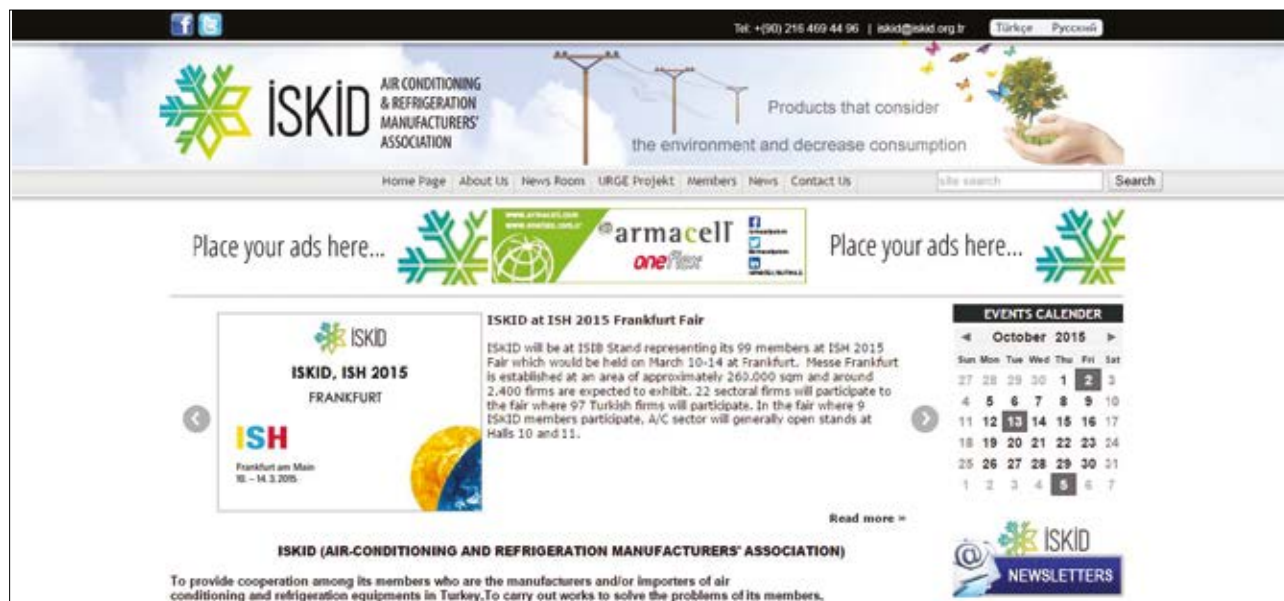 Tel: +(90) 216 469 44 96 | iskid@iskid.org.tr
Türkçe Русский
İSKİD
AIR CONDITIONING
& REFRIGERATION
MANUFACTURERS'
ASSOCIATION
Products that consider
the environment and decrease consumption
Home Page About Us News Room URGE Projekt Members News Contact Us
site search Search
Place your ads here...
www.armacell.com
armacell
oneflex
Place your ads here...
İSKİD
ISKID, ISH 2015
FRANKFURT
ISH
Frankfurt am Main
10. – 14. 3. 2015
ISKID at ISH 2015 Frankfurt Fair
ISKID will be at ISIB Stand representing its 99 members at ISH 2015
Fair which would be held on March 10-14 at Frankfurt. Messe Frankfurt
is established at an area of approximately 260.000 sqm and around
2.400 firms are expected to exhibit. 22 sectoral firms will participate to
the fair where 97 Turkish firms will participate. In the fair where 9
ISKID members participate, A/C sector will generally open stands at
Halls 10 and 11.
Read more »
EVENTS CALENDER
◄ October 2015 ►
Sun Mon Tue Wed Thu Fri Sat
27 28 29 30 1 2 3
4 5 6 7 8 9 10
11 12 13 14 15 16 17
18 19 20 21 22 23 24
25 26 27 28 29 30 31
1 2 3 4 5 6 7
İSKİD
NEWSLETTERS
ISKID (AIR-CONDITIONING AND REFRIGERATION MANUFACTURERS' ASSOCIATION)
To provide cooperation among its members who are the manufacturers and/or importers of air
conditioning and refrigeration equipments in Turkey,To carry out works to solve the problems of its members,